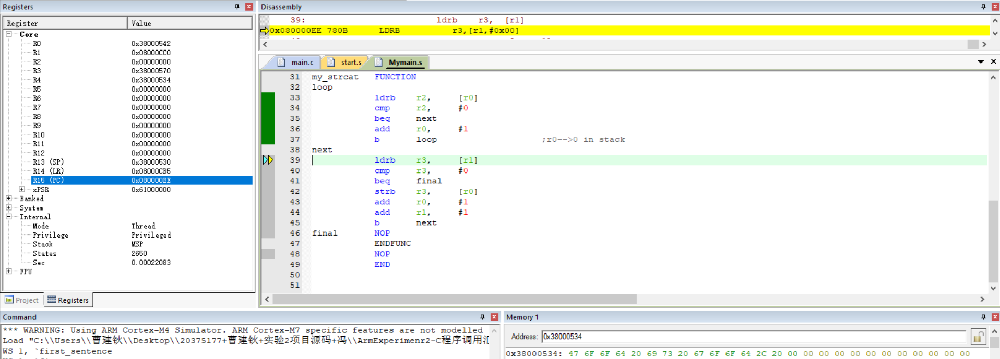 Registers
Register Value
Core
R0 0x38000542
R1 0x08000CC0
R2 0x00000000
R3 0x38000570
R4 0x38000534
R5 0x00000000
R6 0x00000000
R7 0x00000000
R8 0x00000000
R9 0x00000000
R10 0x00000000
R11 0x00000000
R12 0x00000000
R13 (SP) 0x38000530
R14 (LR) 0x08000CB5
R15 (PC) 0x080000EE
xPSR 0x61000000
Banked
System
Internal
Mode Thread
Privilege Privileged
Stack MSP
States 2650
Sec 0.00022083
FPU
Project Registers
Disassembly
39: ldrb r3, [r1]
0x080000EE 780B LDRB r3,[r1,#0x00]
main.c start.s Mymain.s
31 my_strcat FUNCTION
32 loop
33 ldrb r2, [r0]
34 cmp r2, #0
35 beq next
36 add r0, #1
37 b loop ;r0-->0 in stack
38 next
39 ldrb r3, [r1]
40 cmp r3, #0
41 beq final
42 strb r3, [r0]
43 add r0, #1
44 add r1, #1
45 b next
46 final NOP
47 ENDFUNC
48 NOP
49 END
50
51
Command
*** WARNING: Using ARM Cortex-M4 Simulator. ARM Cortex-M7 specific features are not modelled
Load "C:\\Users\\曹建钦\\Desktop\\20375177+曹建钦+实验2项目源码+冯\\ArmExperimenr2-C程序调用汇
WS 1, `first_sentence
Memory 1
Address: 0x38000534
0x38000534: 47 6F 6F 64 20 69 73 20 67 6F 6F 64 2C 20 00 00 00 00 00 00 00 00 00 00 00 00